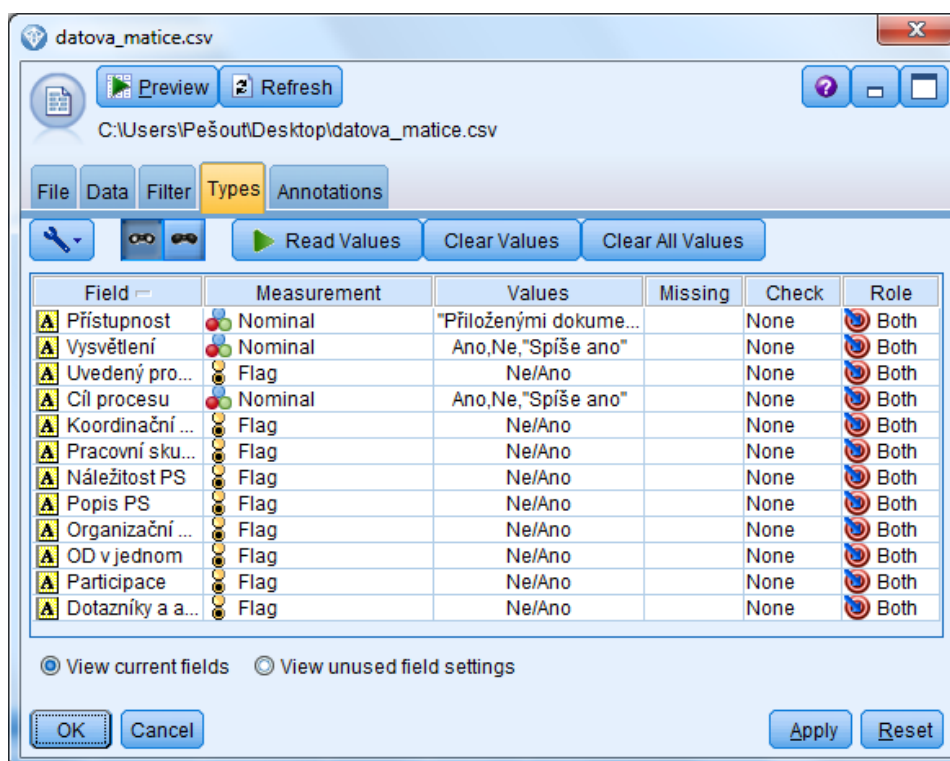 datova_matice.csv
Preview Refresh
C:\Users\Pešout\Desktop\datova_matice.csv
File Data Filter Types Annotations
Read Values Clear Values Clear All Values
Field Measurement Values Missing Check Role
A Přístupnost Nominal "Přiloženými dokume... None Both
A Vysvětlení Nominal Ano,Ne,"Spíše ano" None Both
A Uvedený pro... Flag Ne/Ano None Both
A Cíl procesu Nominal Ano,Ne,"Spíše ano" None Both
A Koordinační ... Flag Ne/Ano None Both
A Pracovní sku... Flag Ne/Ano None Both
A Náležitost PS Flag Ne/Ano None Both
A Popis PS Flag Ne/Ano None Both
A Organizační ... Flag Ne/Ano None Both
A OD v jednom Flag Ne/Ano None Both
A Participace Flag Ne/Ano None Both
A Dotazníky a a... Flag Ne/Ano None Both
View current fields View unused field settings
OK Cancel Apply Reset